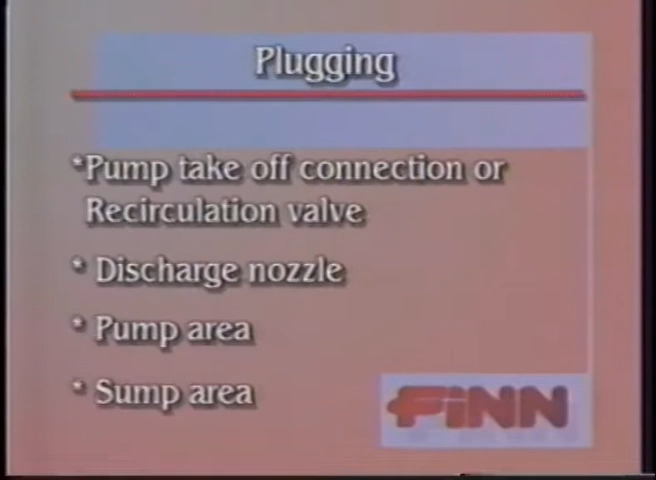 Plugging
*Pump take off connection or
Recirculation valve
* Discharge nozzle
* Pump area
* Sump area
FINN